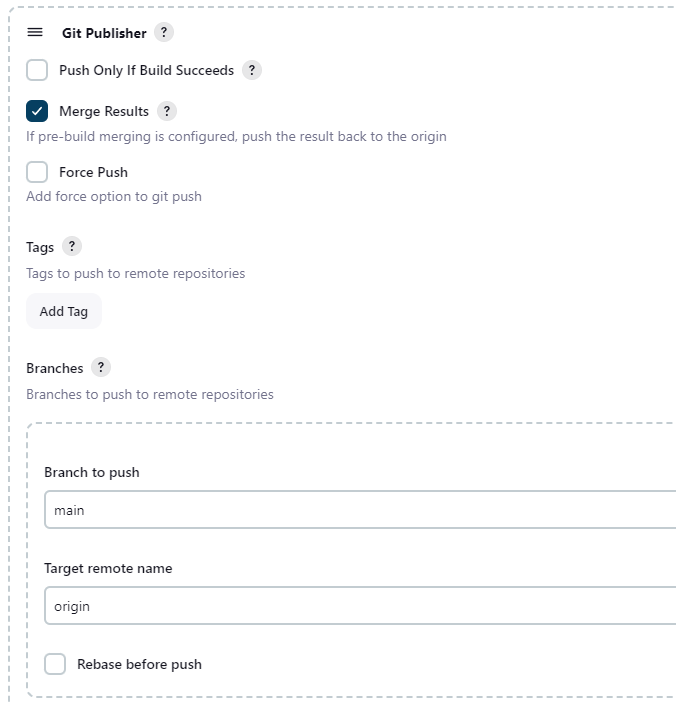 Git Publisher ?
Push Only If Build Succeeds ?
Merge Results ?
If pre-build merging is configured, push the result back to the origin
Force Push
Add force option to git push
Tags ?
Tags to push to remote repositories
Add Tag
Branches ?
Branches to push to remote repositories
Branch to push
main
Target remote name
origin
Rebase before push